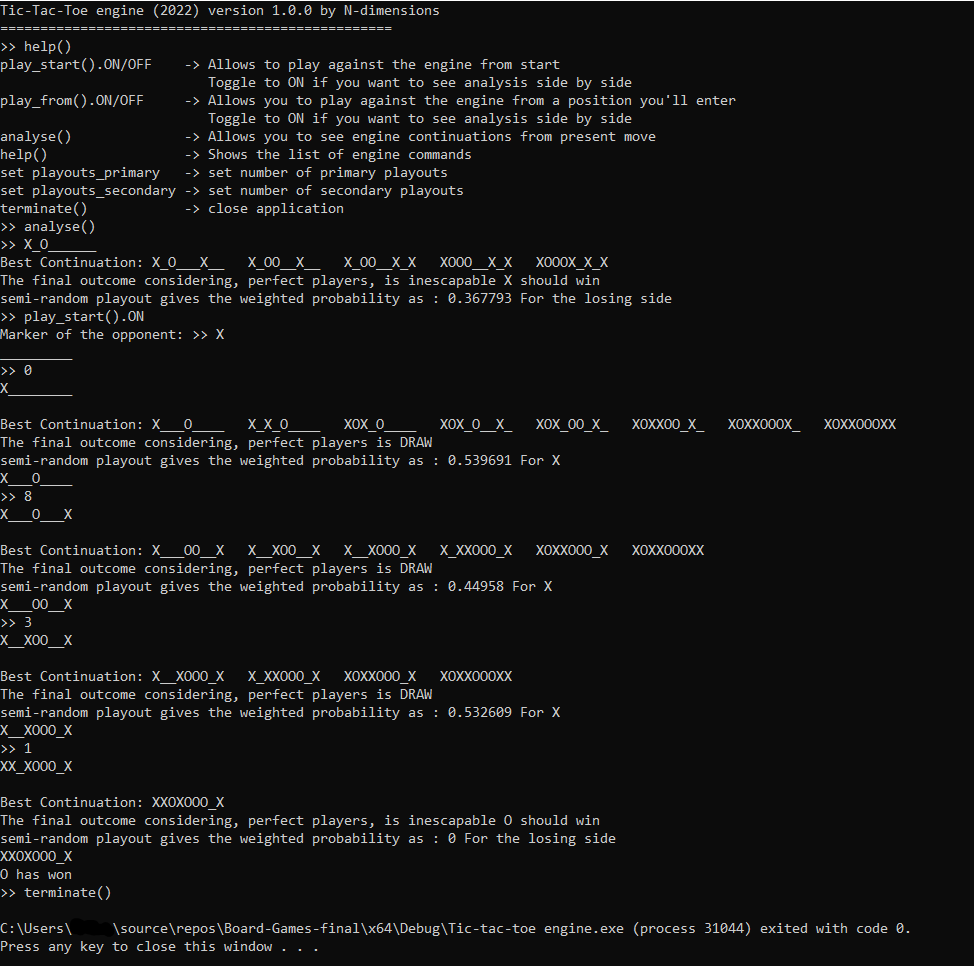 Tic-Tac-Toe engine (2022) version 1.0.0 by N-dimensions
=================================================
>> help()
play_start().ON/OFF    -> Allows to play against the engine from start
                          Toggle to ON if you want to see analysis side by side
play_from().ON/OFF     -> Allows you to play against the engine from a position you'll enter
                          Toggle to ON if you want to see analysis side by side
analyse()              -> Allows you to see engine continuations from present move
help()                 -> Shows the list of engine commands
set playouts_primary   -> set number of primary playouts
set playouts_secondary -> set number of secondary playouts
terminate()            -> close application
>> analyse()
>> X_O______
Best Continuation: X_O___X__   X_OO__X__   X_OO__X_X   XOOO__X_X   XOOOX_X_X
The final outcome considering, perfect players, is inescapable X should win
semi-random playout gives the weighted probability as : 0.367793 For the losing side
>> play_start().ON
Marker of the opponent: >> X
_________
>> 0
X________
Best Continuation: X___O____   X_X_O____   XOX_O____   XOX_O__X_   XOX_OO_X_   XOXXOO_X_   XOXXOOOX_   XOXXOOOXX
The final outcome considering, perfect players is DRAW
semi-random playout gives the weighted probability as : 0.539691 For X
X___O____
>> 8
X___O___X
Best Continuation: X___OO__X   X__XOO__X   X__XOOO_X   X_XXOOO_X   XOXXOOO_X   XOXXOOOXX
The final outcome considering, perfect players is DRAW
semi-random playout gives the weighted probability as : 0.44958 For X
X___OO__X
>> 3
X__XOO__X
Best Continuation: X__XOOO_X   X_XXOOO_X   XOXXOOO_X   XOXXOOOXX
The final outcome considering, perfect players is DRAW
semi-random playout gives the weighted probability as : 0.532609 For X
X__XOOO_X
>> 1
XX_XOOO_X
Best Continuation: XXOXOOO_X
The final outcome considering, perfect players, is inescapable O should win
semi-random playout gives the weighted probability as : 0 For the losing side
XXOXOOO_X
O has won
>> terminate()
C:\Users\     \source\repos\Board-Games-final\x64\Debug\Tic-tac-toe engine.exe (process 31044) exited with code 0.
Press any key to close this window . . .